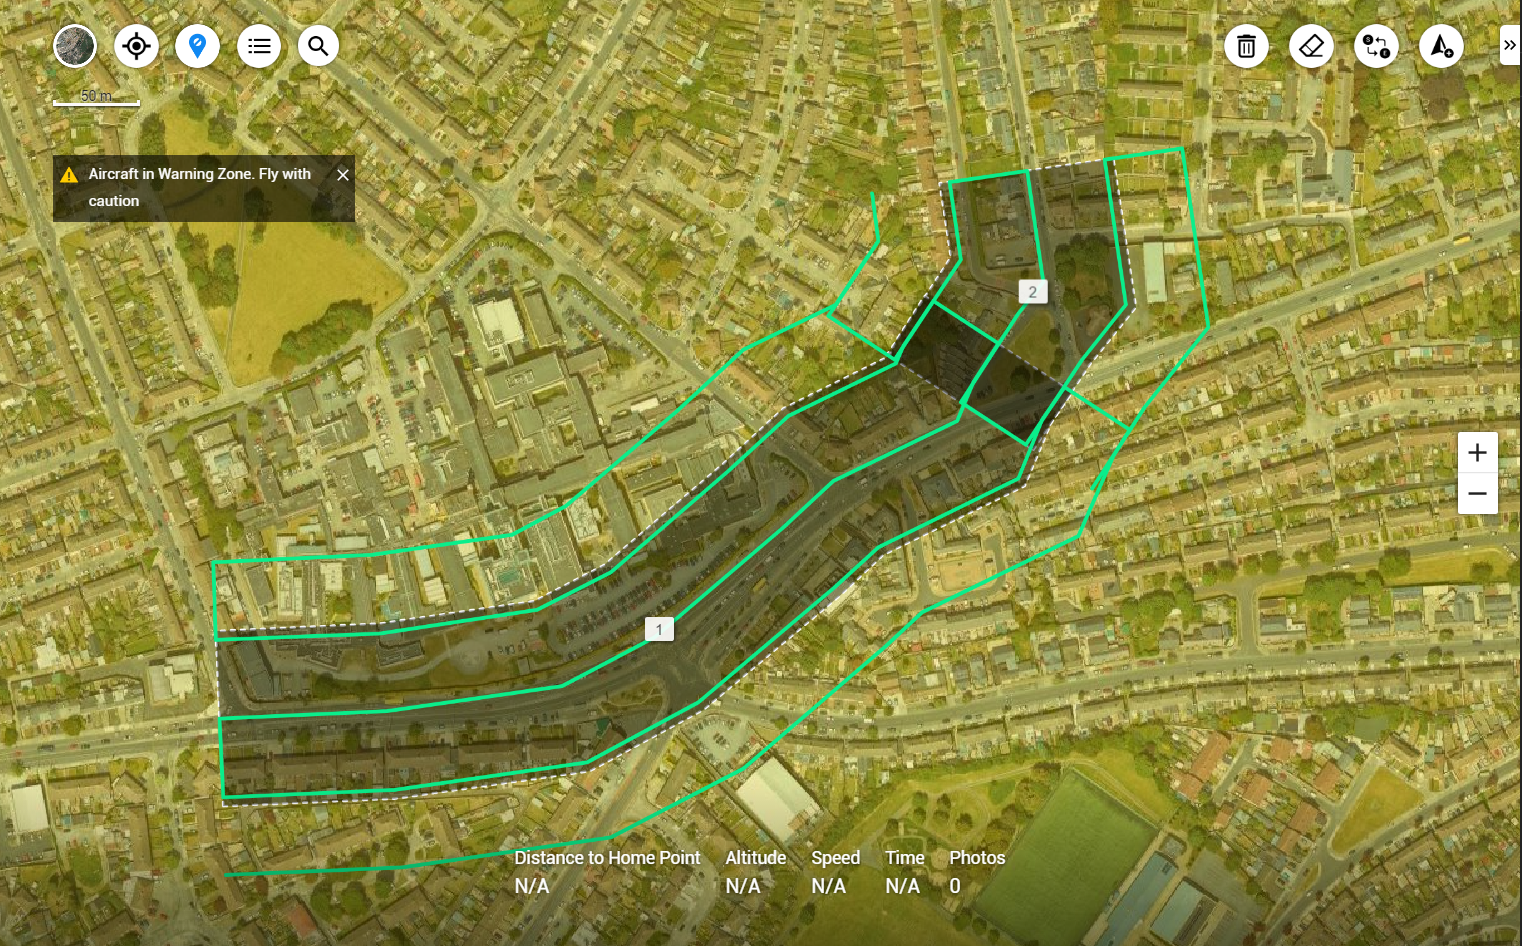 50 m
Aircraft in Warning Zone. Fly with
caution
2
1
Distance to Home Point Altitude Speed Time Photos
N/A N/A N/A N/A 0